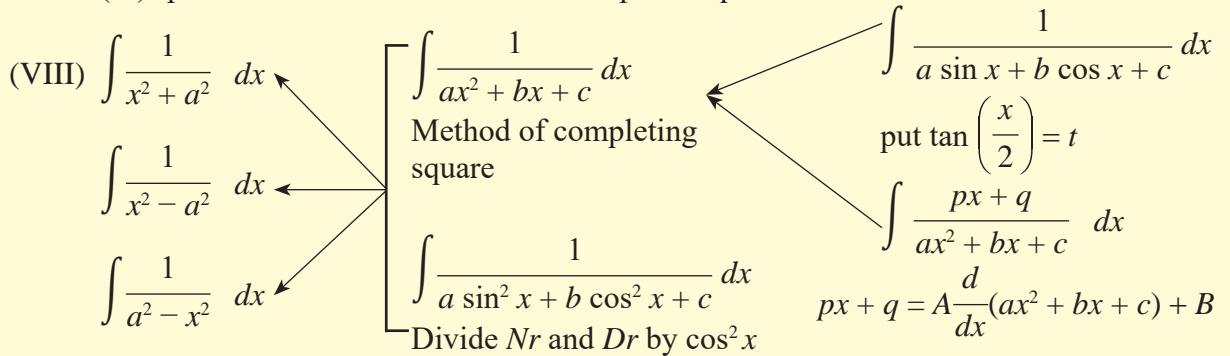 (VIII) ∫ 1/(x² + a²) dx
∫ 1/(x² − a²) dx
∫ 1/(a² − x²) dx
∫ 1/(ax² + bx + c) dx
Method of completing
square
∫ 1/(a sin² x + b cos² x + c) dx
Divide Nr and Dr by cos² x
∫ 1/(a sin x + b cos x + c) dx
put tan (x/2) = t
∫ (px + q)/(ax² + bx + c) dx
px + q = A d/dx (ax² + bx + c) + B